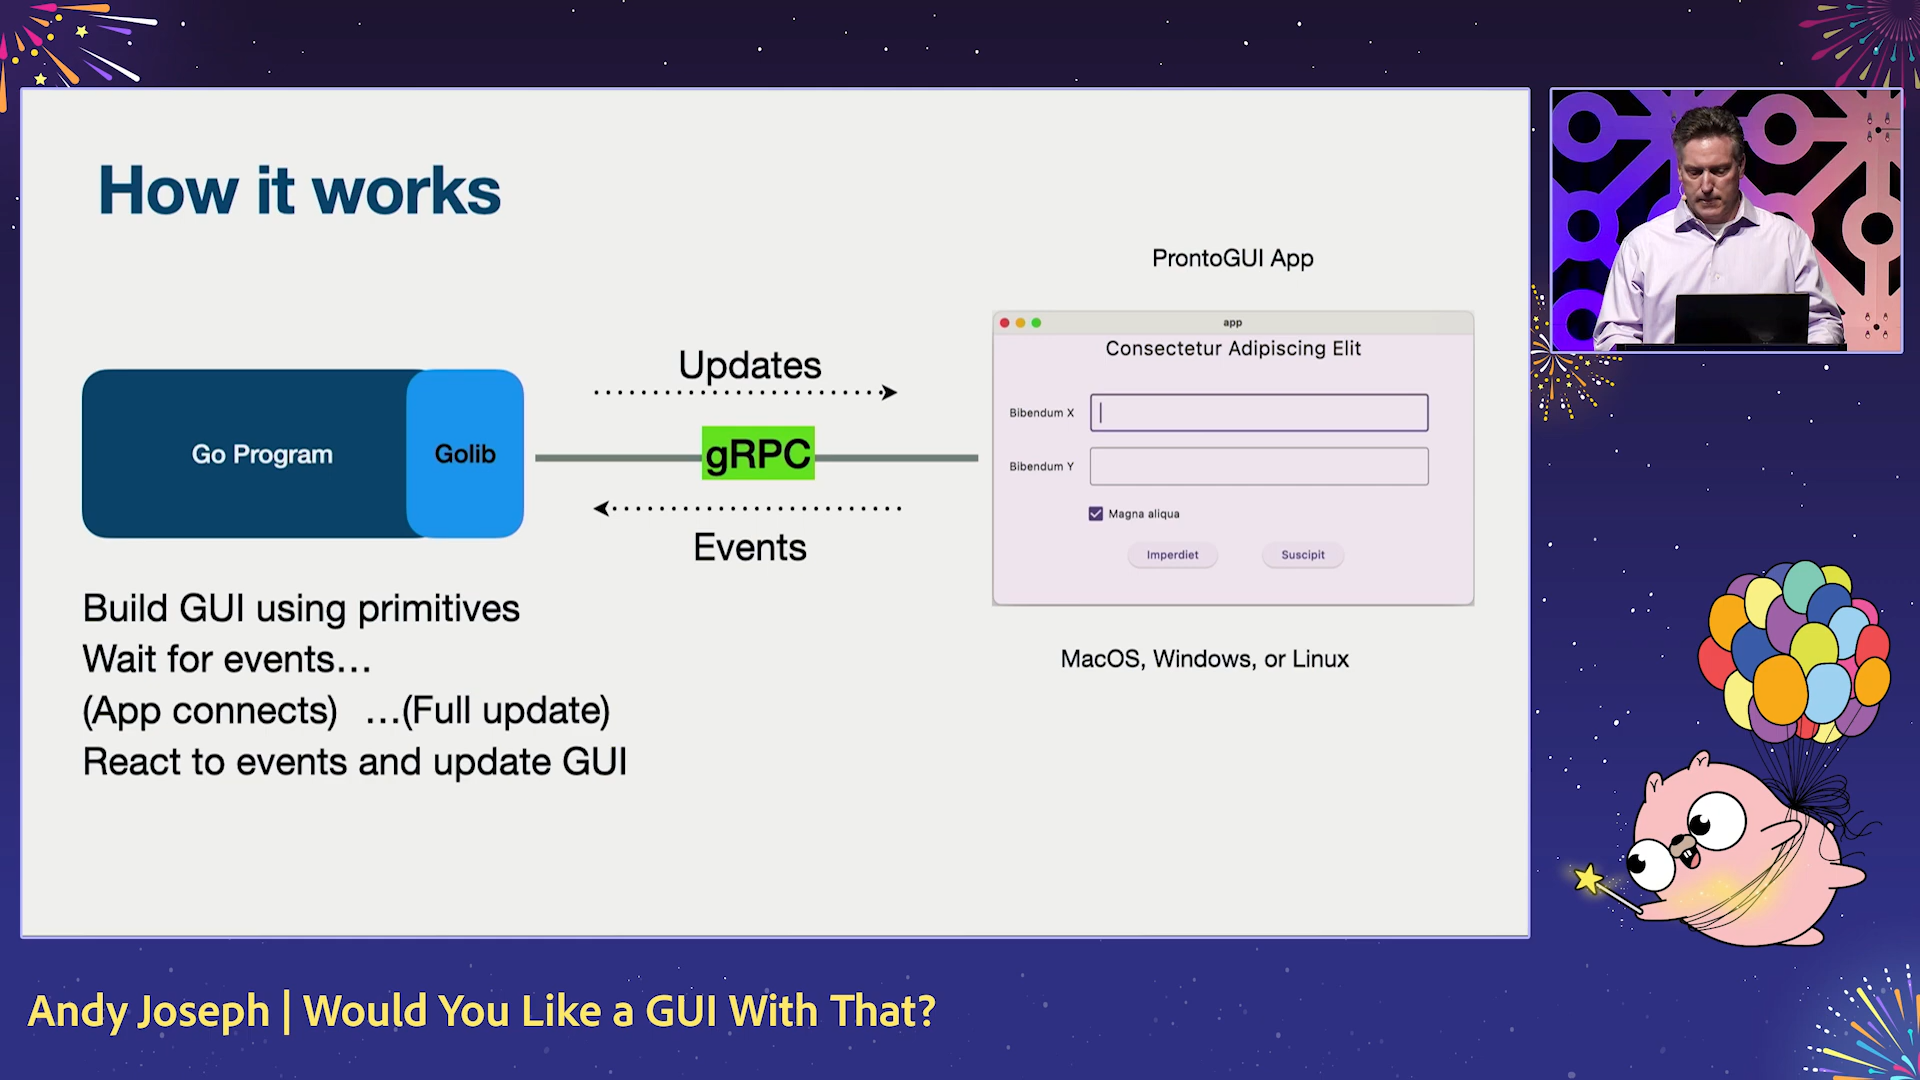 How it works
ProntoGUI App
app
Consectetur Adipiscing Elit
Bibendum X
Bibendum Y
Magna aliqua
Imperdiet Suscipit
MacOS, Windows, or Linux
Updates
gRPC
Events
Go Program Golib
Build GUI using primitives
Wait for events...
(App connects) ...(Full update)
React to events and update GUI
Andy Joseph | Would You Like a GUI With That?